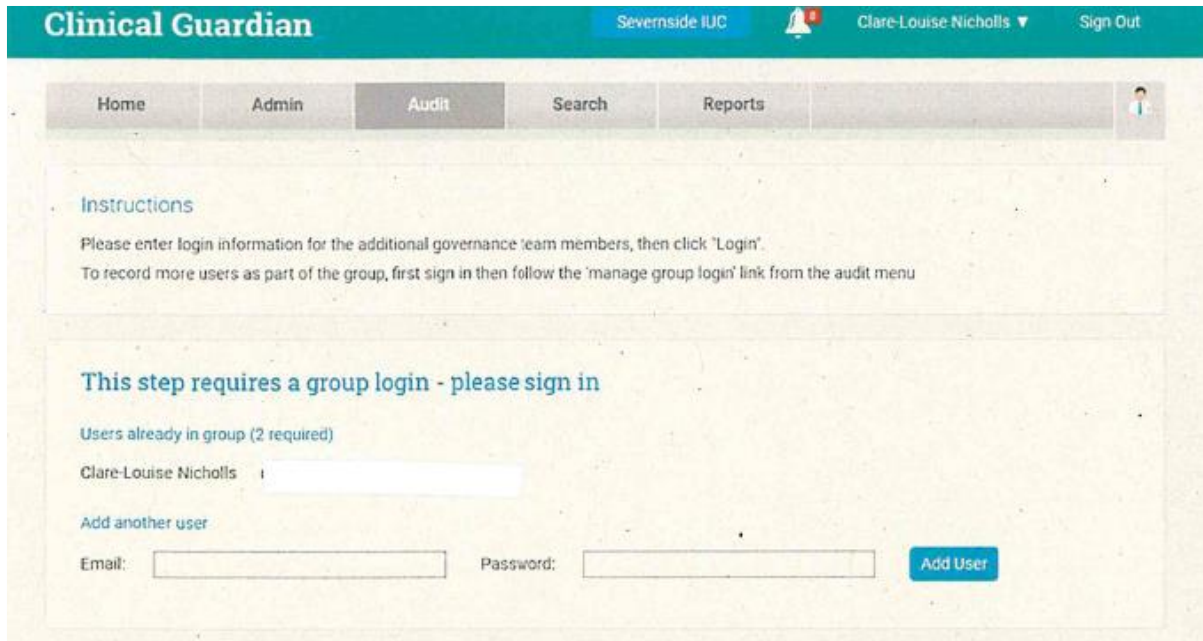 Clinical Guardian
Severnside IUC
Clare-Louise Nicholls ▼
Sign Out
Home
Admin
Audit
Search
Reports
Instructions
Please enter login information for the additional governance team members, then click 'Login'.
To record more users as part of the group, first sign in then follow the 'manage group login' link from the audit menu
This step requires a group login - please sign in
Users already in group (2 required)
Clare-Louise Nicholls
Add another user
Email:
Password:
Add User